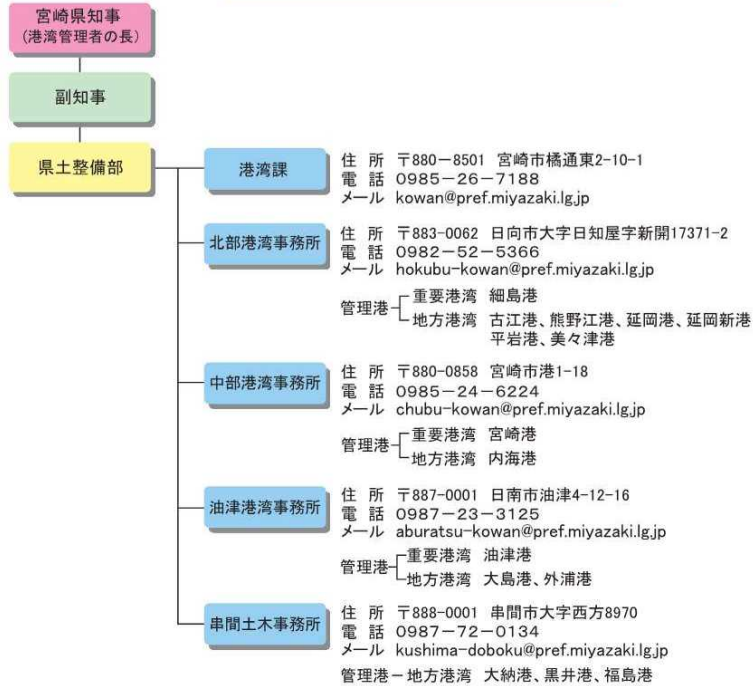 宮崎県知事
(港湾管理者の長)
副知事
県土整備部
港湾課
住 所 〒880-8501 宮崎市橘通東2-10-1
電 話 0985-26-7188
メール kowan@pref.miyazaki.lg.jp
北部港湾事務所
住 所 〒883-0062 日向市大字日知屋字新開17371-2
電 話 0982-52-5366
メール hokubu-kowan@pref.miyazaki.lg.jp
管理港
重要港湾 細島港
地方港湾 古江港、熊野江港、延岡港、延岡新港
平岩港、美々津港
中部港湾事務所
住 所 〒880-0858 宮崎市港1-18
電 話 0985-24-6224
メール chubu-kowan@pref.miyazaki.lg.jp
管理港
重要港湾 宮崎港
地方港湾 内海港
油津港湾事務所
住 所 〒887-0001 日南市油津4-12-16
電 話 0987-23-3125
メール aburatsu-kowan@pref.miyazaki.lg.jp
管理港
重要港湾 油津港
地方港湾 大島港、外浦港
串間土木事務所
住 所 〒888-0001 串間市大字西方8970
電 話 0987-72-0134
メール kushima-doboku@pref.miyazaki.lg.jp
管理港-地方港湾 大納港、黒井港、福島港